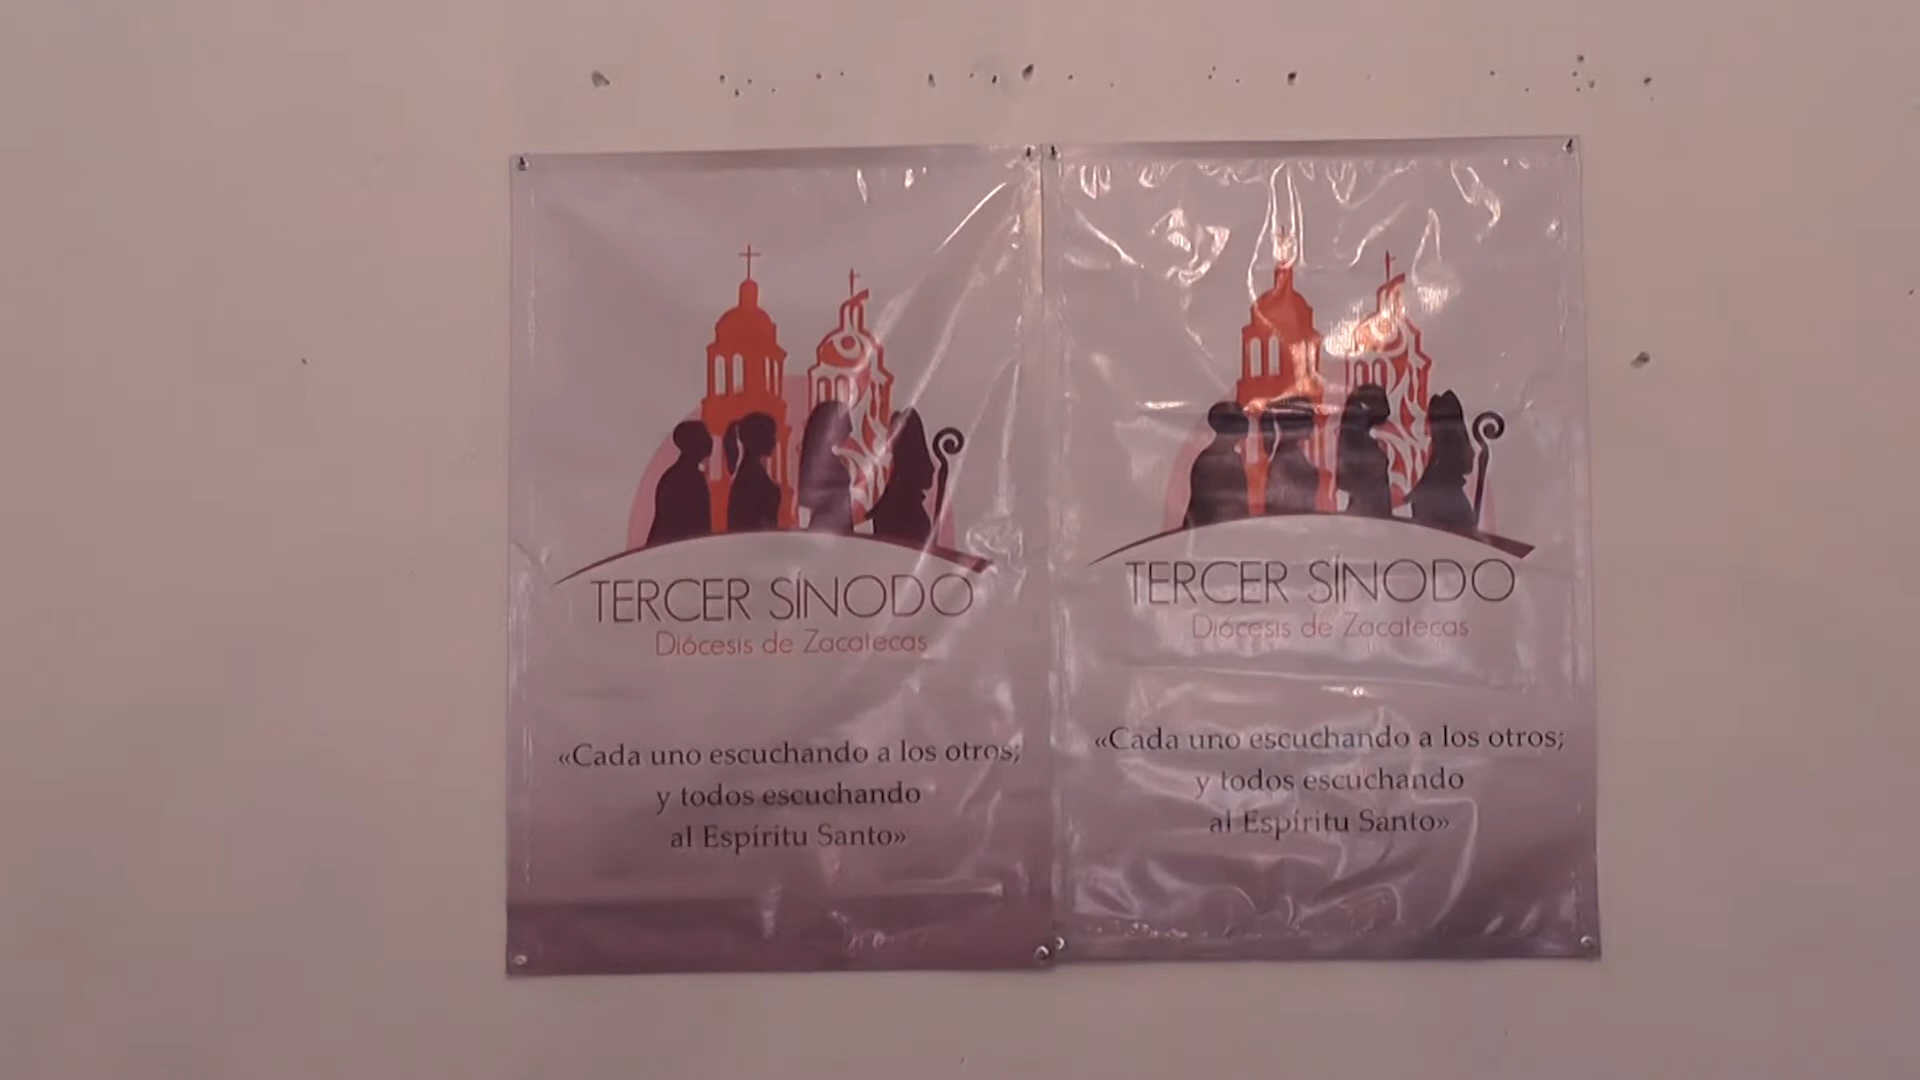 TERCER SÍNODO
Diócesis de Zacatecas
«Cada uno escuchando a los otros;
y todos escuchando
al Espíritu Santo»
TERCER SÍNODO
Diócesis de Zacatecas
«Cada uno escuchando a los otros;
y todos escuchando
al Espíritu Santo»